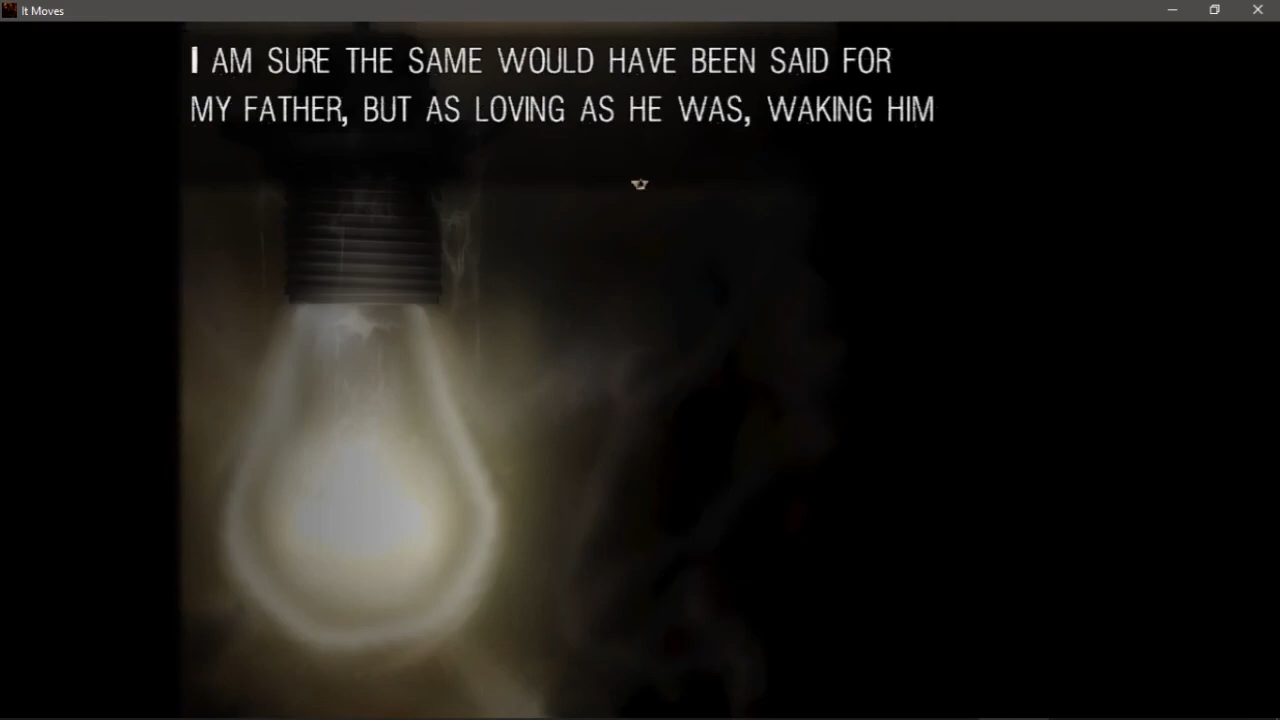 It Moves
I AM SURE THE SAME WOULD HAVE BEEN SAID FOR
MY FATHER, BUT AS LOVING AS HE WAS, WAKING HIM